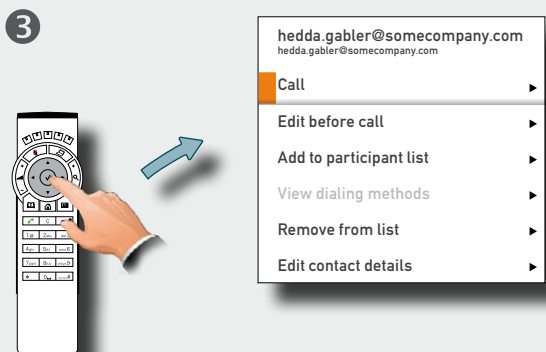 3
hedda.gabler@somecompany.com
hedda.gabler@somecompany.com
Call
Edit before call
Add to participant list
View dialing methods
Remove from list
Edit contact details